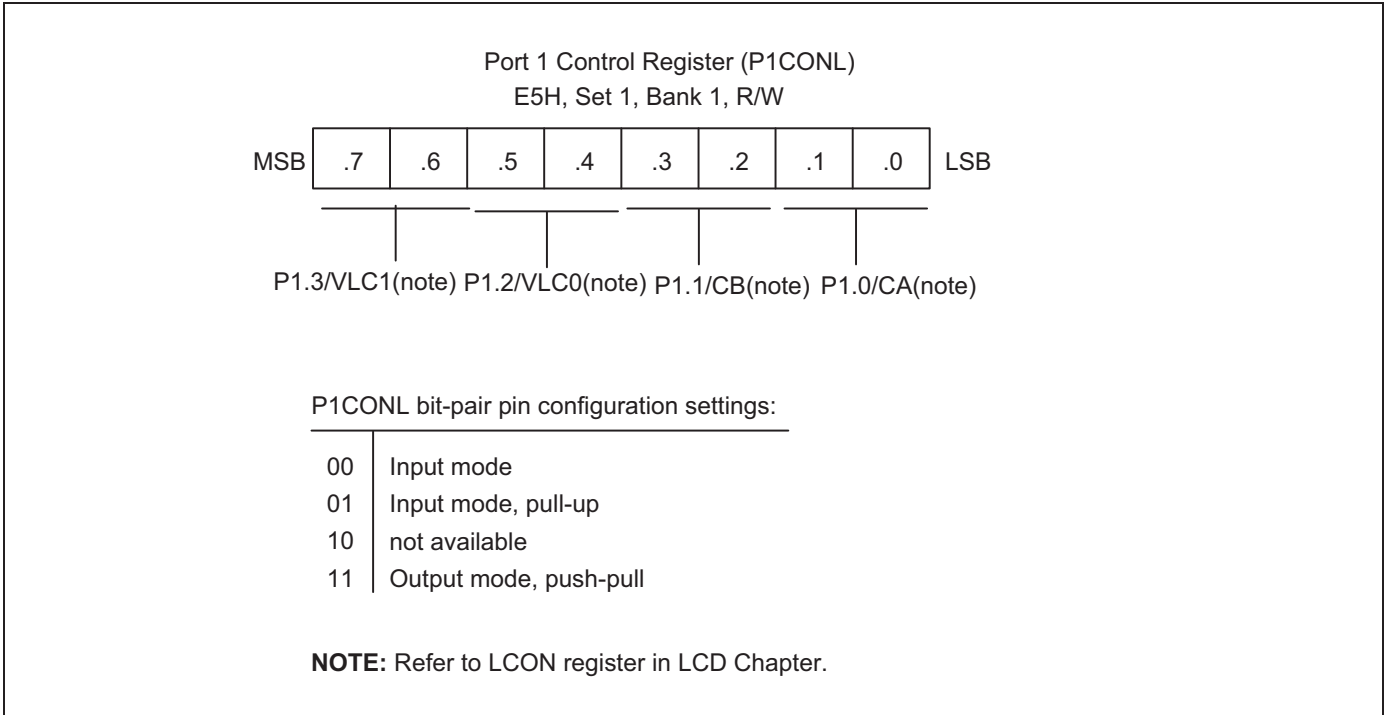 Port 1 Control Register (P1CONL)
E5H, Set 1, Bank 1, R/W
MSB .7 .6 .5 .4 .3 .2 .1 .0 LSB
P1.3/VLC1(note) P1.2/VLC0(note) P1.1/CB(note) P1.0/CA(note)
P1CONL bit-pair pin configuration settings:
00 Input mode
01 Input mode, pull-up
10 not available
11 Output mode, push-pull
NOTE: Refer to LCON register in LCD Chapter.